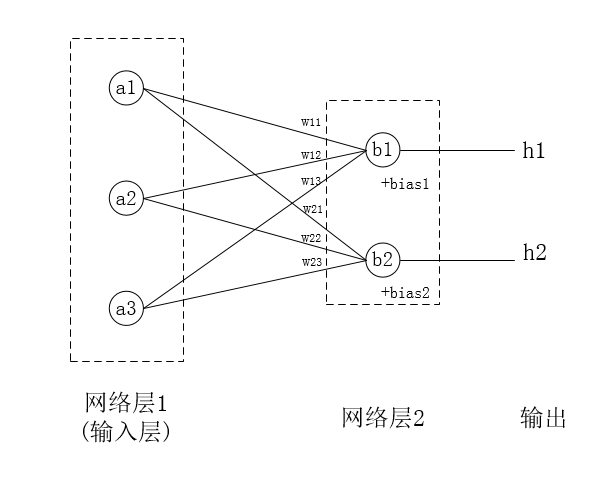 a1
w11
b1
h1
w12
+bias1
w13
a2
w21
w22
b2
h2
w23
+bias2
a3
网络层1
(输入层)
网络层2
输出